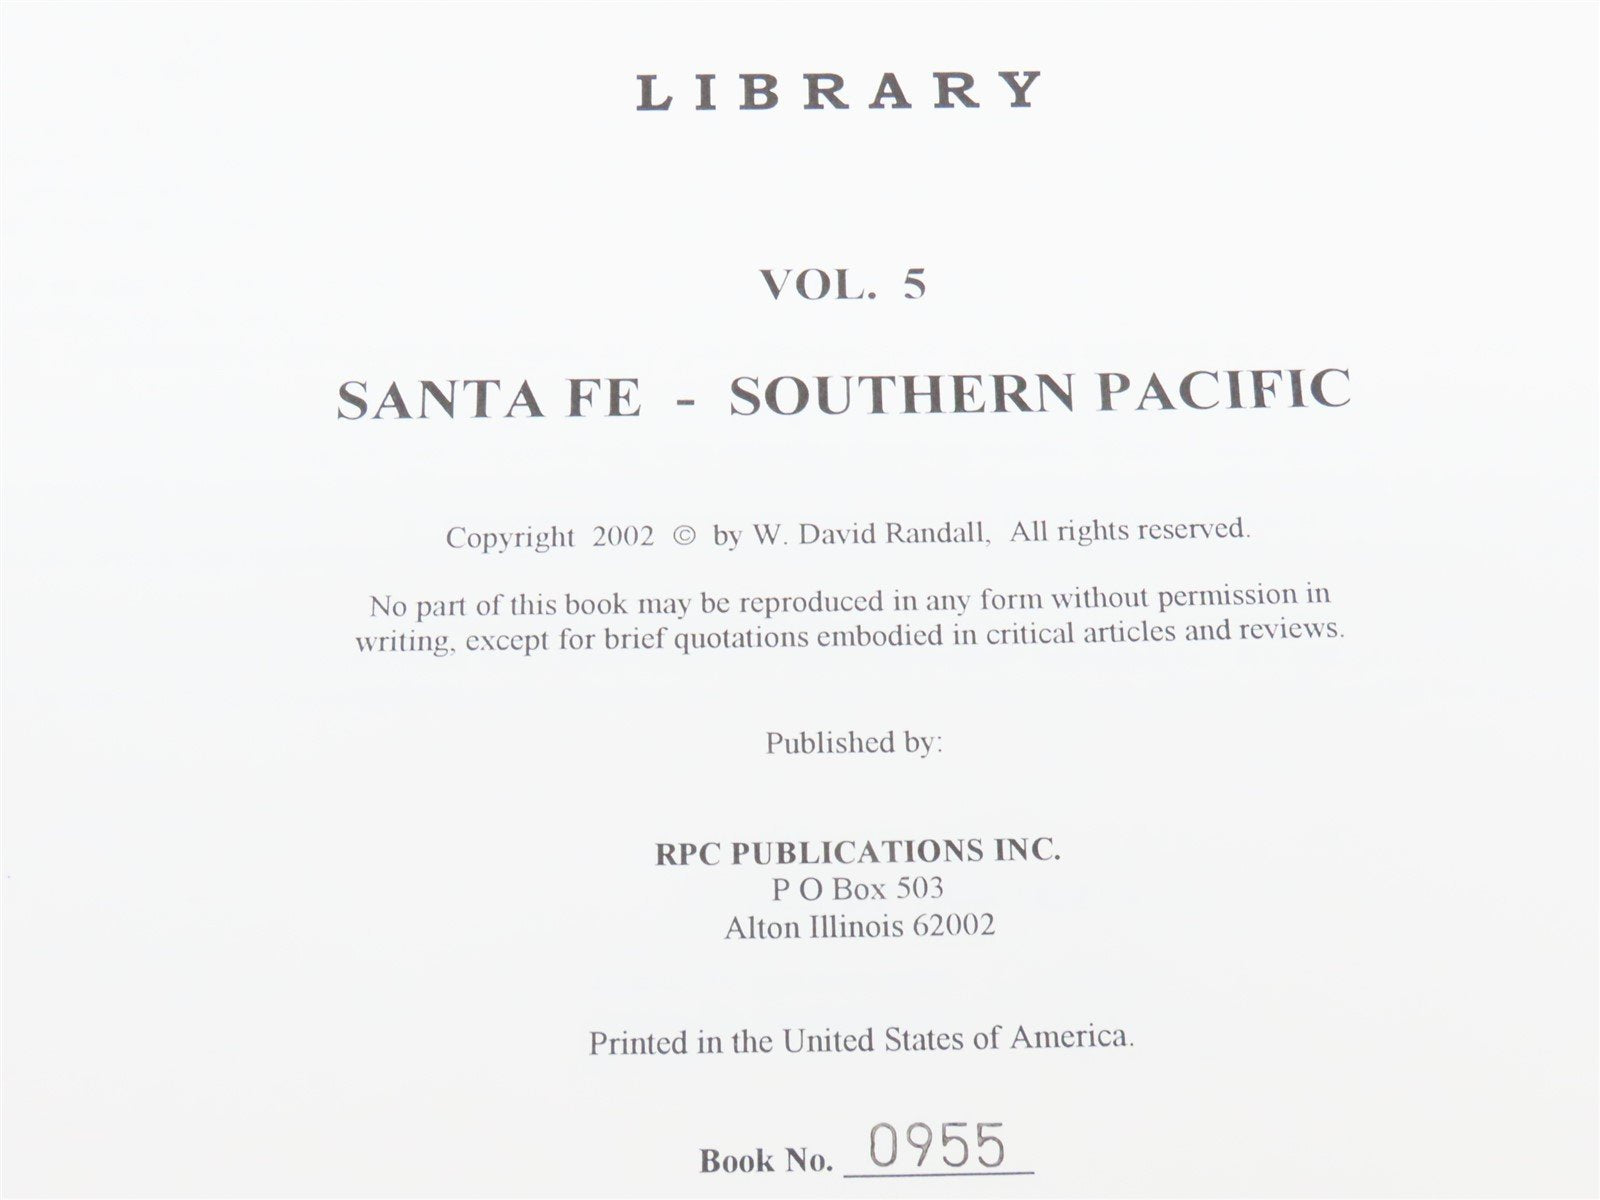 LIBRARY
VOL. 5
SANTA FE - SOUTHERN PACIFIC
Copyright 2002 © by W. David Randall, All rights reserved.
No part of this book may be reproduced in any form without permission in
writing, except for brief quotations embodied in critical articles and reviews.
Published by:
RPC PUBLICATIONS INC.
P O Box 503
Alton Illinois 62002
Printed in the United States of America.
Book No. 0955